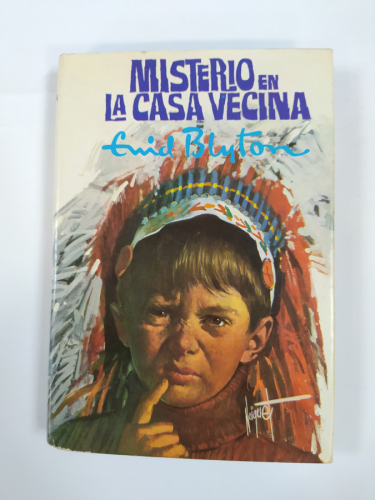 MISTERIO EN
LA CASA VECINA
Enid Blyton